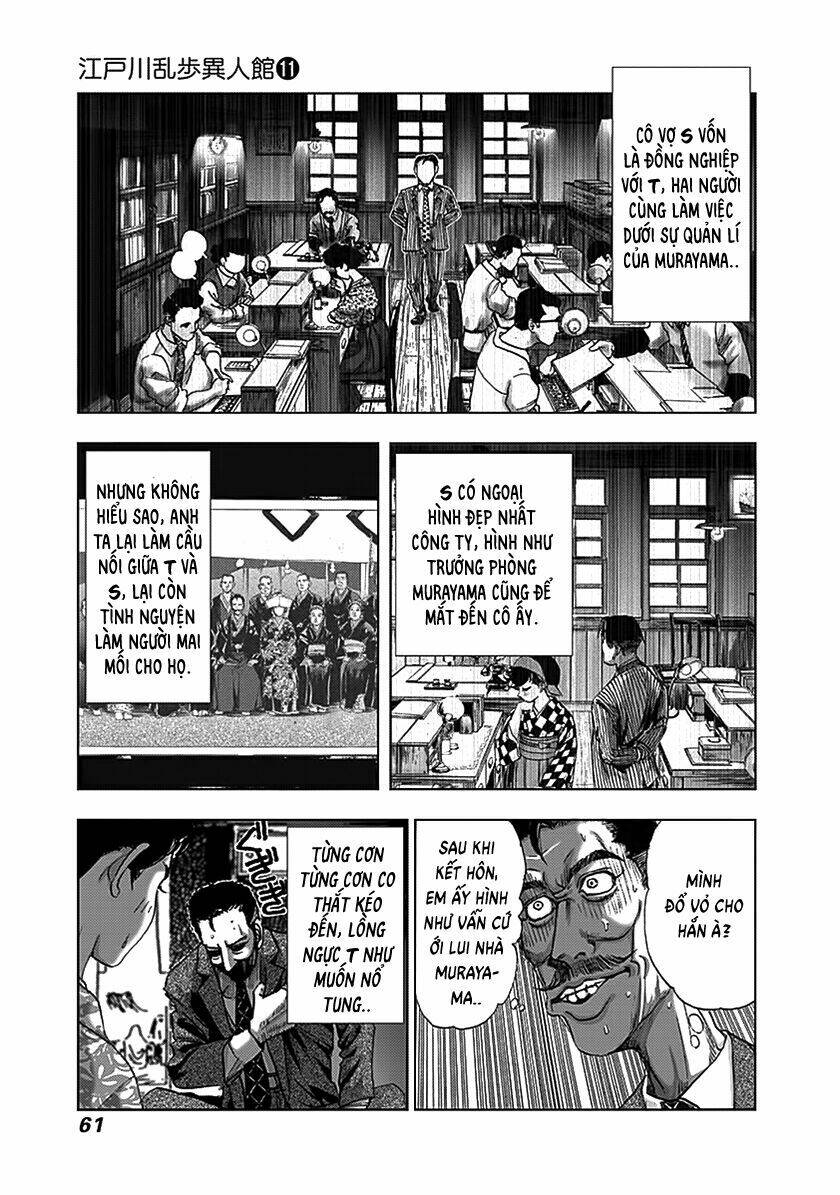 江戸川乱歩異人館⓫
CÔ VỢ S VỐN
LÀ ĐỒNG NGHIỆP
VỚI T, HAI NGƯỜI
CÙNG LÀM VIỆC
DƯỚI SỰ QUẢN LÍ
CỦA MURAYAMA..
S CÓ NGOẠI
HÌNH ĐẸP NHẤT
CÔNG TY, HÌNH NHƯ
TRƯỞNG PHÒNG
MURAYAMA CŨNG ĐỂ
MẮT ĐẾN CÔ ẤY.
NHƯNG KHÔNG
HIỂU SAO, ANH
TA LẠI LÀM CẦU
NỐI GIỮA T VÀ
S, LẠI CÒN
TÌNH NGUYỆN
LÀM NGƯỜI MAI
MỐI CHO HỌ.
MÌNH
ĐỔ VỎ CHO
HẮN À?
SAU KHI
KẾT HÔN,
EM ẤY HÌNH
NHƯ VẪN CỨ
ỚI LUI NHÀ
MURAYA-
MA..
TỪNG CƠN
TỪNG CƠN CO
THẮT KÉO
ĐẾN, LỒNG
NGỰC T NHƯ
MUỐN NỔ
TUNG..
61